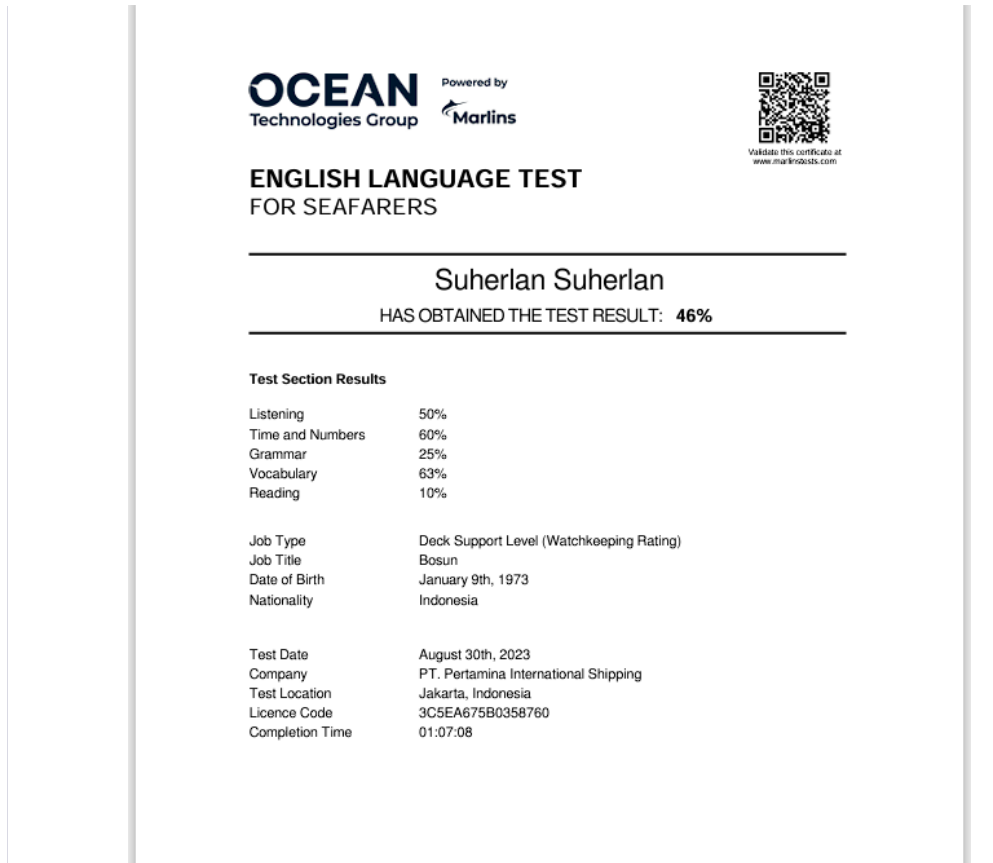 OCEAN
Technologies Group
Powered by
Marlins
Validate this certificate at
www.marlinstests.com
ENGLISH LANGUAGE TEST
FOR SEAFARERS
Suherlan Suherlan
HAS OBTAINED THE TEST RESULT: 46%
Test Section Results
Listening 50%
Time and Numbers 60%
Grammar 25%
Vocabulary 63%
Reading 10%
Job Type Deck Support Level (Watchkeeping Rating)
Job Title Bosun
Date of Birth January 9th, 1973
Nationality Indonesia
Test Date August 30th, 2023
Company PT. Pertamina International Shipping
Test Location Jakarta, Indonesia
Licence Code 3C5EA675B0358760
Completion Time 01:07:08